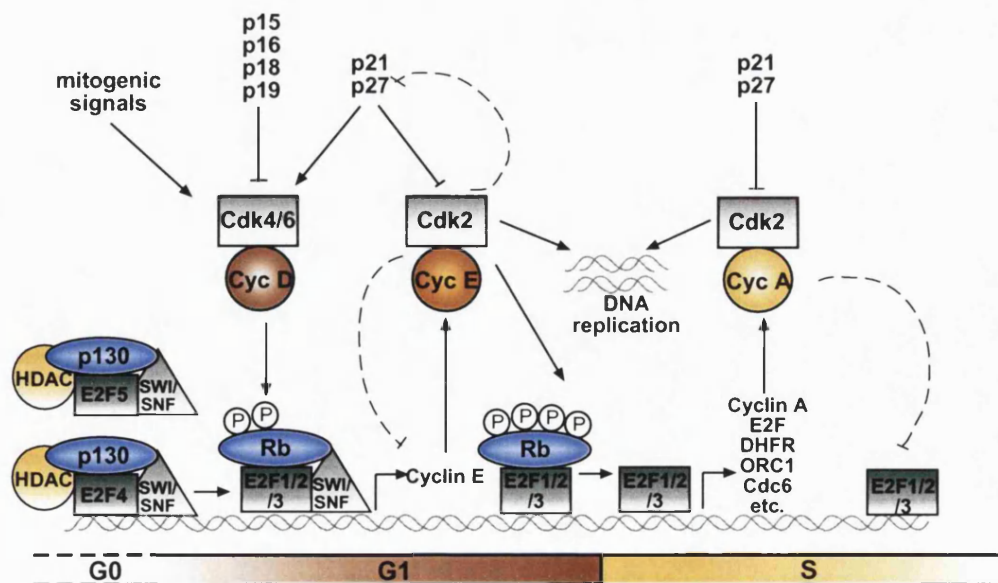 p15
p16
p18
p19
mitogenic
signals
p21
p27
p21
p27
Cdk4/6
Cyc D
Cdk2
Cyc E
Cdk2
Cyc A
DNA
replication
HDAC
p130
E2F5
SWI/
SNF
HDAC
p130
E2F4
SWI/
SNF
P
P
Rb
E2F1/2
/3
SWI/
SNF
Cyclin E
P
P
P
P
Rb
E2F1/2
/3
E2F1/2
/3
Cyclin A
E2F
DHFR
ORC1
Cdc6
etc.
E2F1/2
/3
G0
G1
S